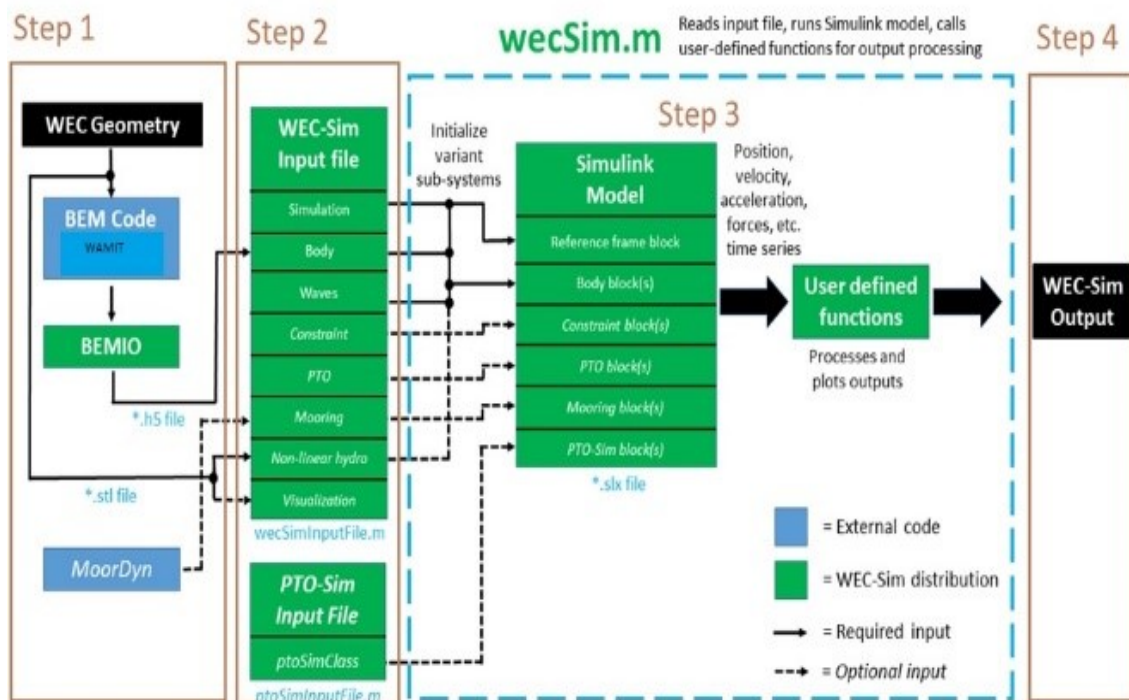 Step 1
Step 2
wecSim.m
Reads input file, runs Simulink model, calls
user-defined functions for output processing
Step 4
WEC Geometry
BEM Code
WAMIT
BEMIO
*.h5 file
*.stl file
MoorDyn
WEC-Sim
Input file
Simulation
Body
Waves
Constraint
PTO
Mooring
Non-linear hydro
Visualization
wecSimInputFile.m
PTO-Sim
Input File
ptoSimClass
ptoSimInputFile.m
Initialize
variant
sub-systems
Step 3
Simulink
Model
Reference frame block
Body block(s)
Constraint block(s)
PTO block(s)
Mooring block(s)
PTO-Sim block(s)
*.slx file
Position,
velocity,
acceleration,
forces, etc.
time series
User defined
functions
Processes and
plots outputs
WEC-Sim
Output
= External code
= WEC-Sim distribution
= Required input
= Optional input